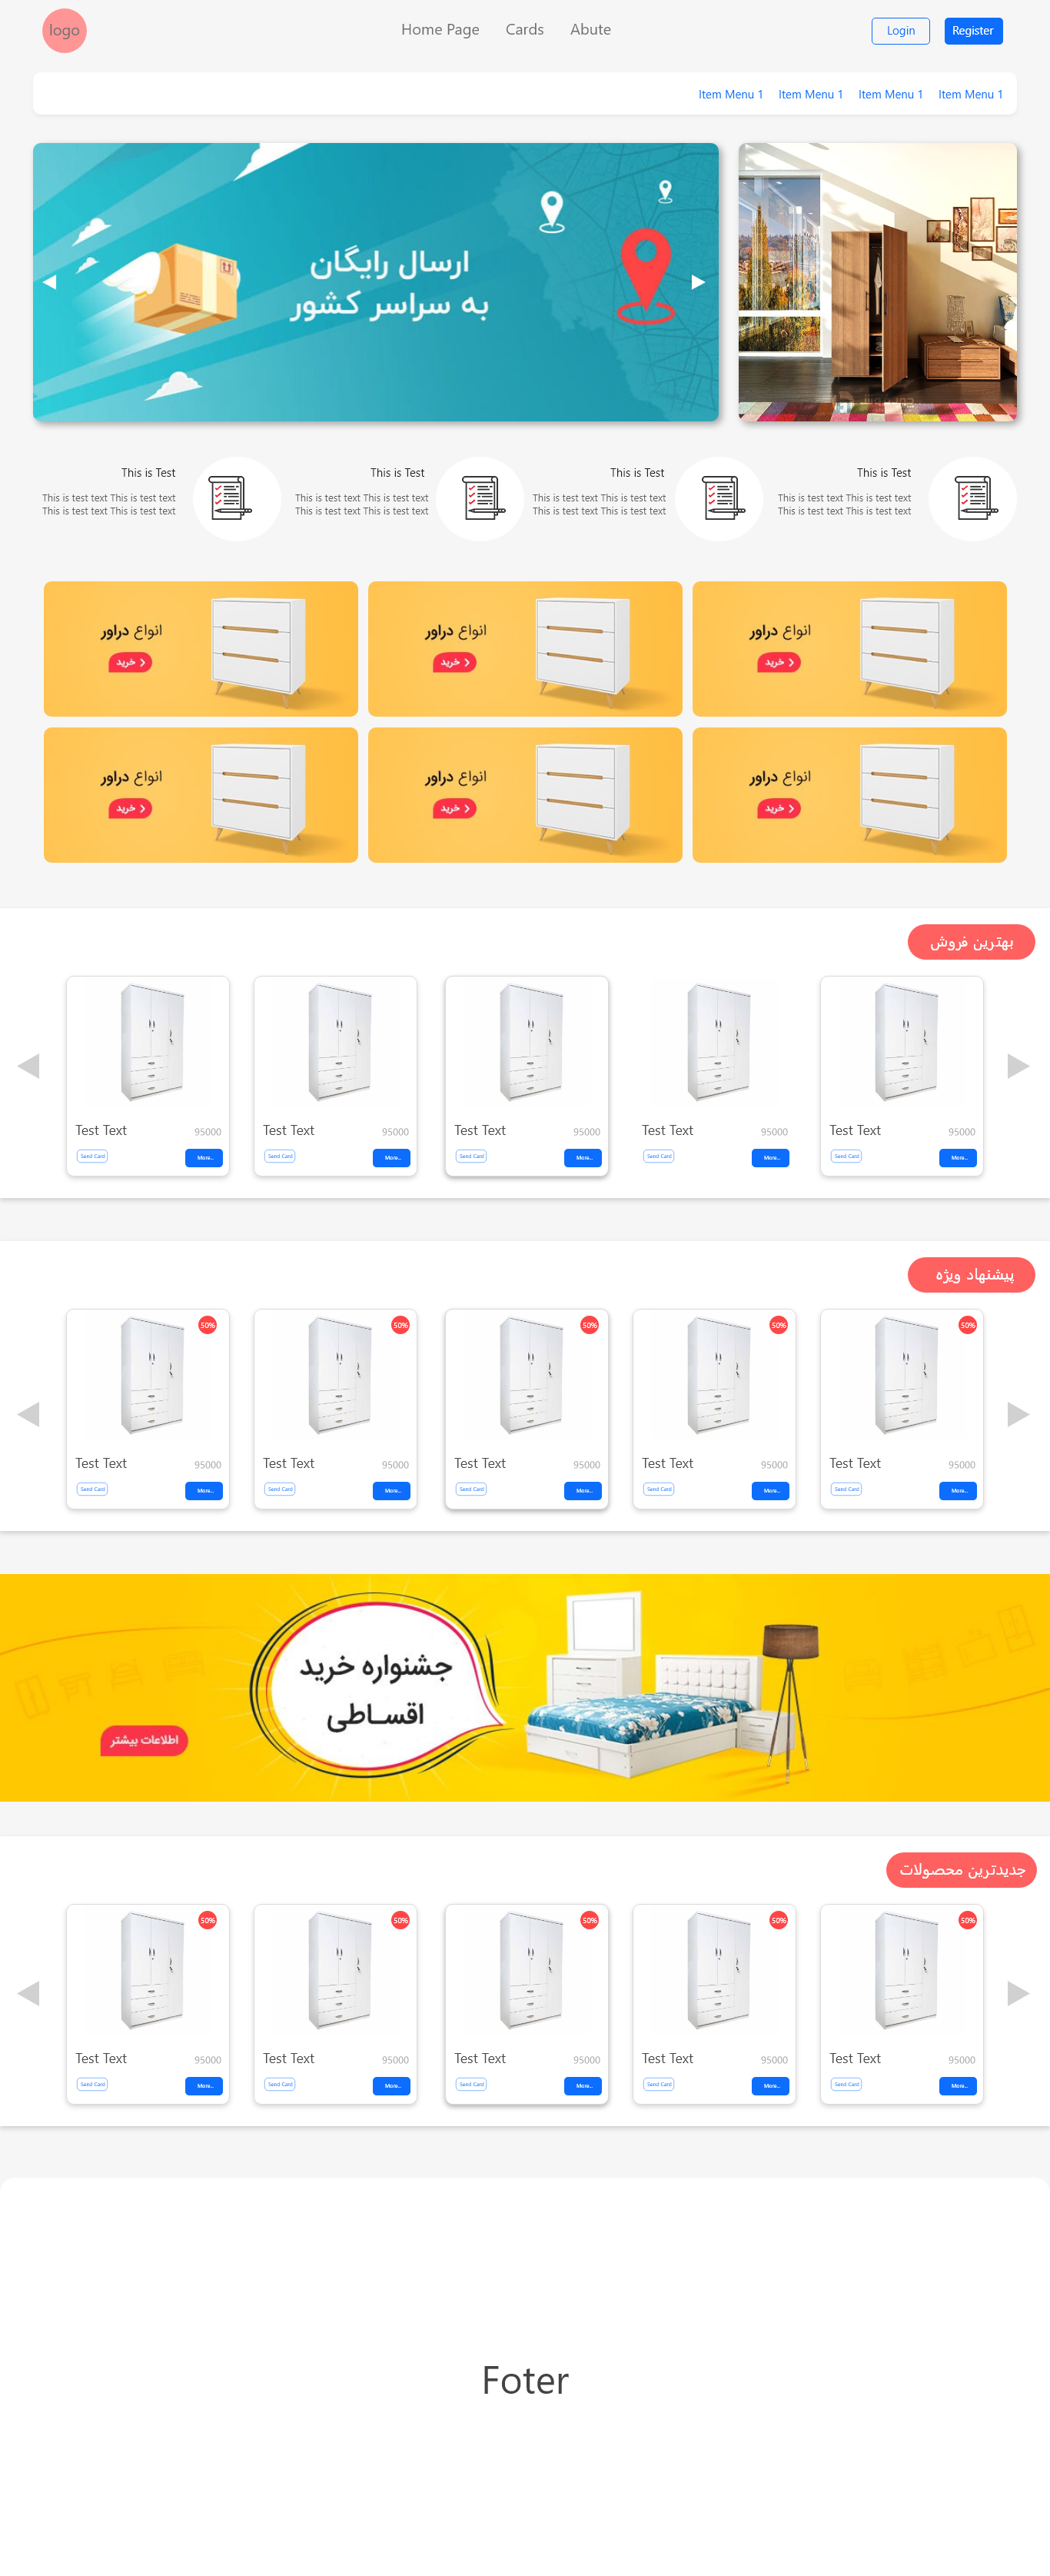 logo
Home Page
Cards
Abute
Login
Register
Item Menu 1
Item Menu 1
Item Menu 1
Item Menu 1
ارسال رایگان
به سراسر کشور
This is Test
This is test text This is test text
This is test text This is test text
This is Test
This is test text This is test text
This is test text This is test text
This is Test
This is test text This is test text
This is test text This is test text
This is Test
This is test text This is test text
This is test text This is test text
انواع دراور
خرید
انواع دراور
خرید
انواع دراور
خرید
انواع دراور
خرید
انواع دراور
خرید
انواع دراور
خرید
بهترین فروش
Test Text
95000
Send Card
More...
Test Text
95000
Send Card
More...
Test Text
95000
Send Card
More...
Test Text
95000
Send Card
More...
Test Text
95000
Send Card
More...
پیشنهاد ویژه
50%
Test Text
95000
Send Card
More...
50%
Test Text
95000
Send Card
More...
50%
Test Text
95000
Send Card
More...
50%
Test Text
95000
Send Card
More...
50%
Test Text
95000
Send Card
More...
جشنواره خرید
اقسـاطی
اطلاعات بیشتر
جدیدترین محصولات
50%
Test Text
95000
Send Card
More...
50%
Test Text
95000
Send Card
More...
50%
Test Text
95000
Send Card
More...
50%
Test Text
95000
Send Card
More...
50%
Test Text
95000
Send Card
More...
Foter